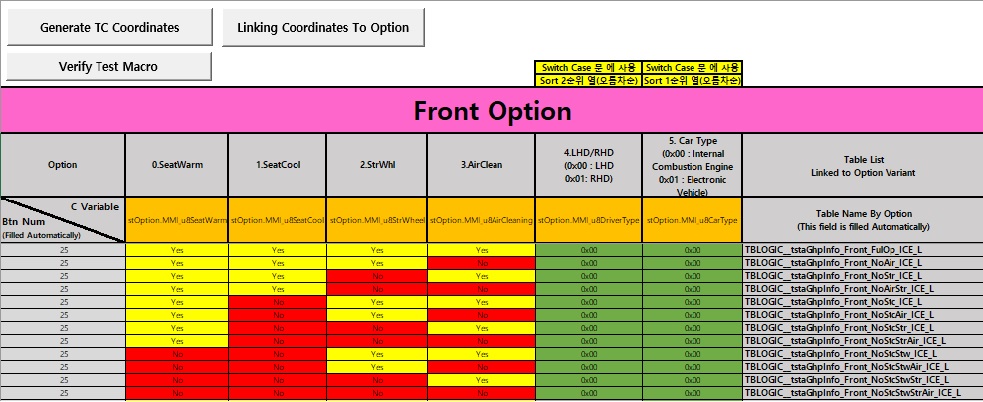 Generate TC Coordinates
Linking Coordinates To Option
Verify Test Macro
Switch Case 문 에 사용
Switch Case 문 에 사용
Sort 2순위 열(오름차순)
Sort 1순위 열(오름차순)
Front Option
Option
0.SeatWarm
1.SeatCool
2.StrWhl
3.AirClean
4.LHD/RHD
(0x00 : LHD
0x01: RHD)
5. Car Type
(0x00 : Internal
Combustion Engine
0x01 : Electronic
Vehicle)
Table List
Linked to Option Variant
C Variable
Btn Num
(Filled Automatically)
stOption.MMI_u8SeatWarm
stOption.MMI_u8SeatCool
stOption.MMI_u8StrWheel
stOption.MMI_u8AirCleaning
stOption.MMI_u8DriverType
stOption.MMI_u8CarType
Table Name By Option
(This field is filled Automatically)
25 Yes Yes Yes Yes 0x00 0x00 TBLOGIC__tstaGhpInfo_Front_FulOp_ICE_L
25 Yes Yes Yes No 0x00 0x00 TBLOGIC__tstaGhpInfo_Front_NoAir_ICE_L
25 Yes Yes No Yes 0x00 0x00 TBLOGIC__tstaGhpInfo_Front_NoStr_ICE_L
25 Yes Yes No No 0x00 0x00 TBLOGIC__tstaGhpInfo_Front_NoAirStr_ICE_L
25 Yes No Yes Yes 0x00 0x00 TBLOGIC__tstaGhpInfo_Front_NoStc_ICE_L
25 Yes No Yes No 0x00 0x00 TBLOGIC__tstaGhpInfo_Front_NoStcAir_ICE_L
25 Yes No No Yes 0x00 0x00 TBLOGIC__tstaGhpInfo_Front_NoStcStr_ICE_L
25 Yes No No No 0x00 0x00 TBLOGIC__tstaGhpInfo_Front_NoStcStrAir_ICE_L
25 No No Yes Yes 0x00 0x00 TBLOGIC__tstaGhpInfo_Front_NoStcStw_ICE_L
25 No No Yes No 0x00 0x00 TBLOGIC__tstaGhpInfo_Front_NoStcStwAir_ICE_L
25 No No No Yes 0x00 0x00 TBLOGIC__tstaGhpInfo_Front_NoStcStwStr_ICE_L
25 No No No No 0x00 0x00 TBLOGIC__tstaGhpInfo_Front_NoStcStwStrAir_ICE_L